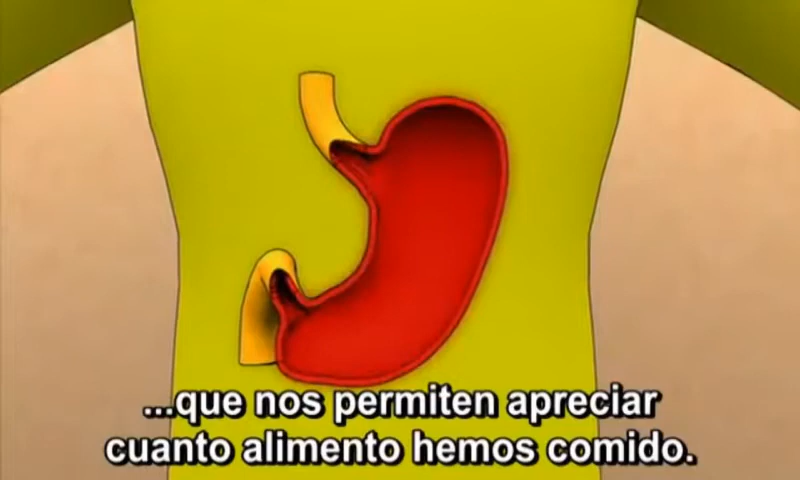 ...que nos permiten apreciar
cuanto alimento hemos comido.